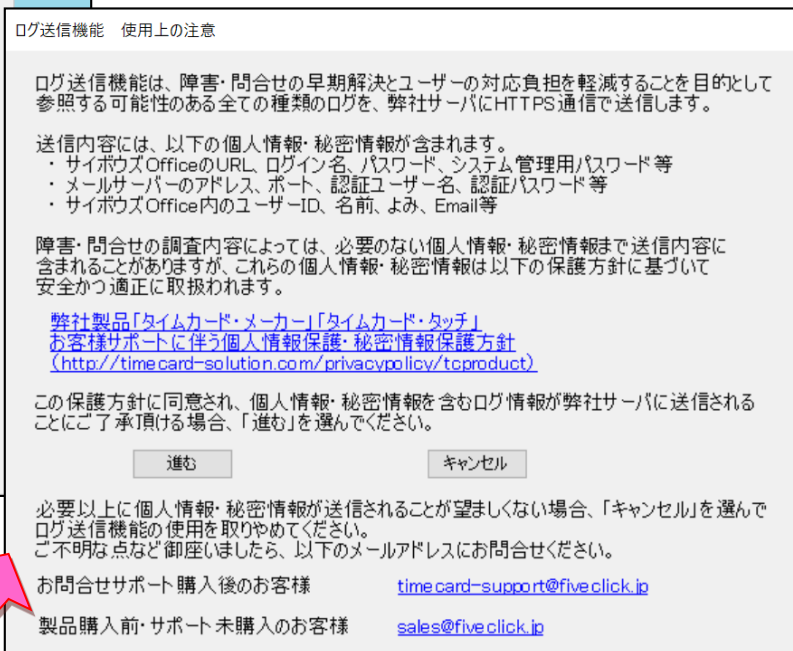 ログ送信機能　使用上の注意
ログ送信機能は、障害・問合せの早期解決とユーザーの対応負担を軽減することを目的として
参照する可能性のある全ての種類のログを、弊社サーバにHTTPS通信で送信します。
送信内容には、以下の個人情報・秘密情報が含まれます。
・ サイボウズOfficeのURL、ログイン名、パスワード、システム管理用パスワード等
・ メールサーバーのアドレス、ポート、認証ユーザー名、認証パスワード等
・ サイボウズOffice内のユーザーID、名前、よみ、Email等
障害・問合せの調査内容によっては、必要のない個人情報・秘密情報まで送信内容に
含まれることがありますが、これらの個人情報・秘密情報は以下の保護方針に基づいて
安全かつ適正に取扱われます。
弊社製品「タイムカード・メーカー」「タイムカード・タッチ」
お客様サポートに伴う個人情報保護・秘密情報保護方針
（http://timecard-solution.com/privacypolicy/tcproduct）
この保護方針に同意され、個人情報・秘密情報を含むログ情報が弊社サーバに送信される
ことにご了承頂ける場合、「進む」を選んでください。
進む　キャンセル
必要以上に個人情報・秘密情報が送信されることが望ましくない場合、「キャンセル」を選んで
ログ送信機能の使用を取りやめてください。
ご不明な点など御座いましたら、以下のメールアドレスにお問合せください。
お問合せサポート購入後のお客様　timecard-support@fiveclick.jp
製品購入前・サポート未購入のお客様　sales@fiveclick.jp